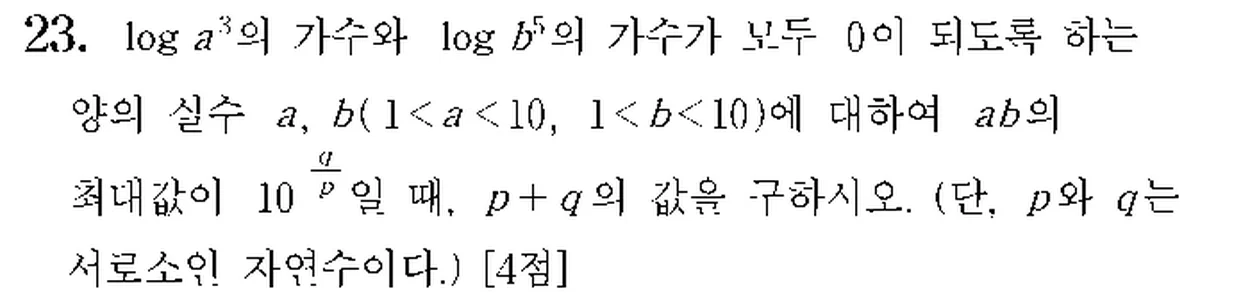 23. log a³의 가수와 log b⁵의 가수가 모두 0이 되도록 하는
양의 실수 a, b(1<a<10, 1<b<10)에 대하여 ab의
최대값이 10^(q/p)일 때, p+q의 값을 구하시오. (단, p와 q는
서로소인 자연수이다.) [4점]